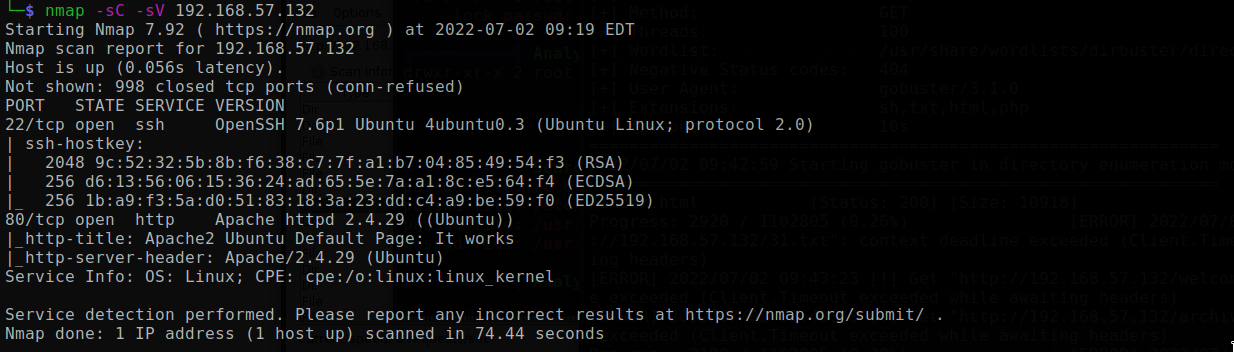 └─$ nmap -sC -sV 192.168.57.132
Starting Nmap 7.92 ( https://nmap.org ) at 2022-07-02 09:19 EDT
Nmap scan report for 192.168.57.132
Host is up (0.056s latency).
Not shown: 998 closed tcp ports (conn-refused)
PORT   STATE SERVICE VERSION
22/tcp open  ssh     OpenSSH 7.6p1 Ubuntu 4ubuntu0.3 (Ubuntu Linux; protocol 2.0)
| ssh-hostkey:
|   2048 9c:52:32:5b:8b:f6:38:c7:7f:a1:b7:04:85:49:54:f3 (RSA)
|   256 d6:13:56:06:15:36:24:ad:65:5e:7a:a1:8c:e5:64:f4 (ECDSA)
|_  256 1b:a9:f3:5a:d0:51:83:18:3a:23:dd:c4:a9:be:59:f0 (ED25519)
80/tcp open  http    Apache httpd 2.4.29 ((Ubuntu))
|_http-title: Apache2 Ubuntu Default Page: It works
|_http-server-header: Apache/2.4.29 (Ubuntu)
Service Info: OS: Linux; CPE: cpe:/o:linux:linux_kernel

Service detection performed. Please report any incorrect results at https://nmap.org/submit/ .
Nmap done: 1 IP address (1 host up) scanned in 74.44 seconds